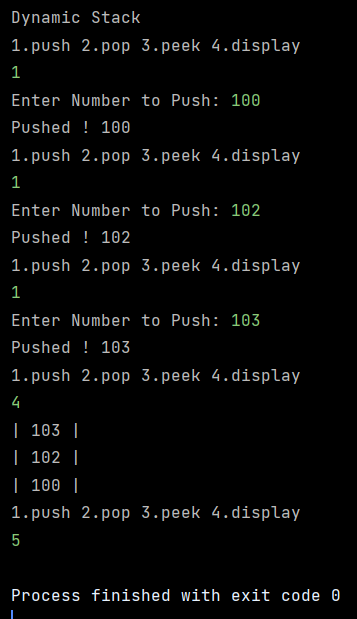 Dynamic Stack
1.push 2.pop 3.peek 4.display
1
Enter Number to Push: 100
Pushed ! 100
1.push 2.pop 3.peek 4.display
1
Enter Number to Push: 102
Pushed ! 102
1.push 2.pop 3.peek 4.display
1
Enter Number to Push: 103
Pushed ! 103
1.push 2.pop 3.peek 4.display
4
| 103 |
| 102 |
| 100 |
1.push 2.pop 3.peek 4.display
5
Process finished with exit code 0